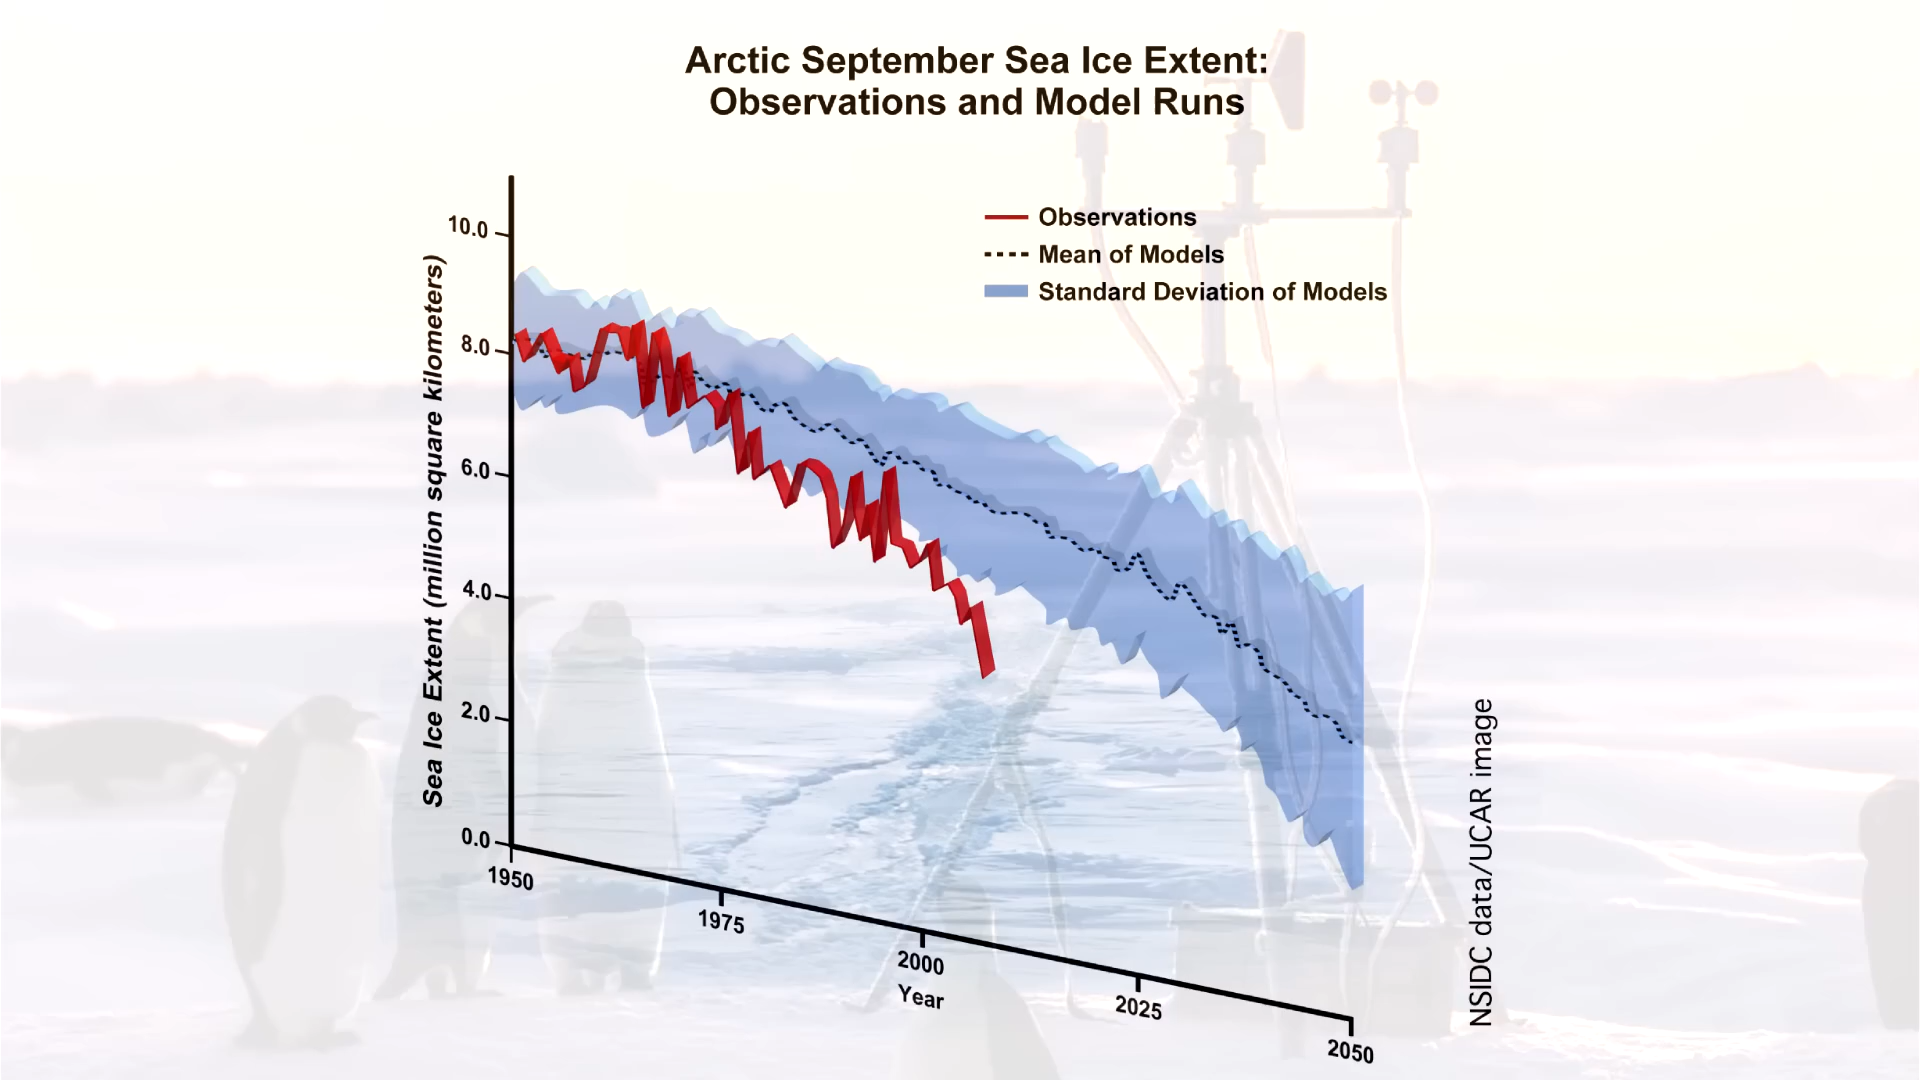 Arctic September Sea Ice Extent:
Observations and Model Runs
Observations
Mean of Models
Standard Deviation of Models
Sea Ice Extent (million square kilometers)
10.0
8.0
6.0
4.0
2.0
0.0
1950
1975
2000
2025
2050
Year
NSIDC data/UCAR image